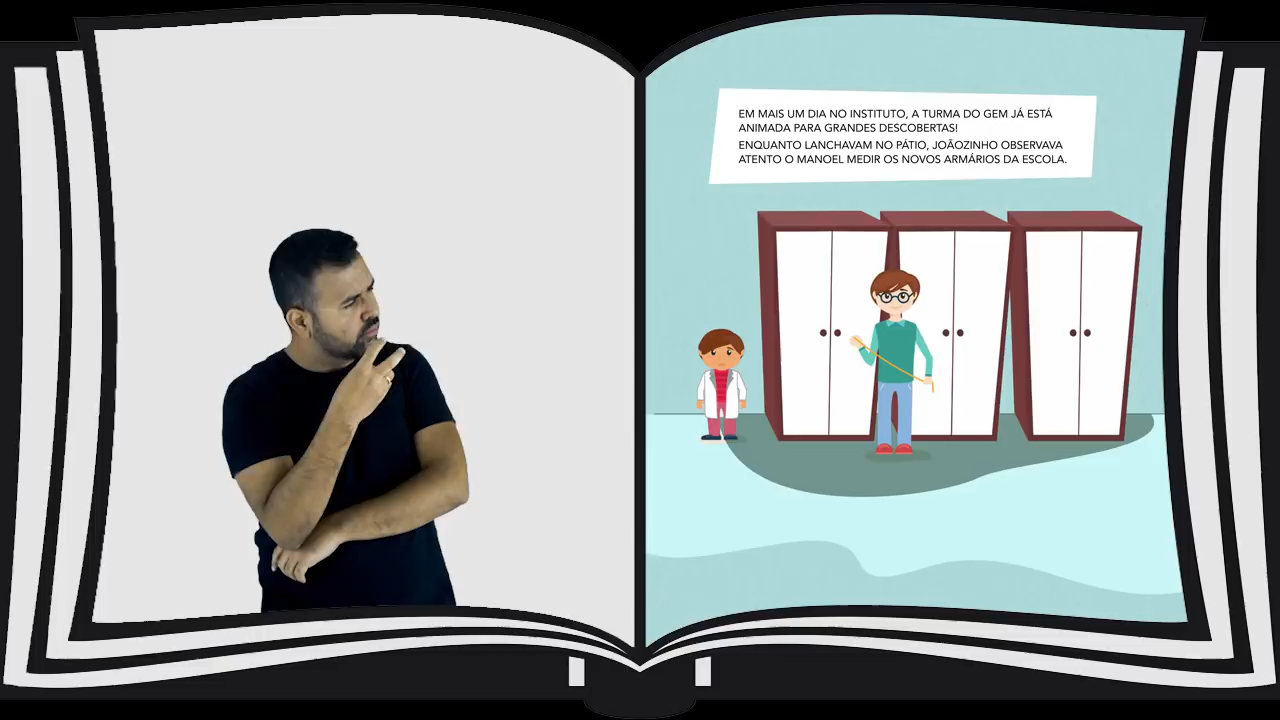 EM MAIS UM DIA NO INSTITUTO, A TURMA DO GEM JÁ ESTÁ
ANIMADA PARA GRANDES DESCOBERTAS!
ENQUANTO LANCHAVAM NO PÁTIO, JOÃOZINHO OBSERVAVA
ATENTO O MANOEL MEDIR OS NOVOS ARMÁRIOS DA ESCOLA.